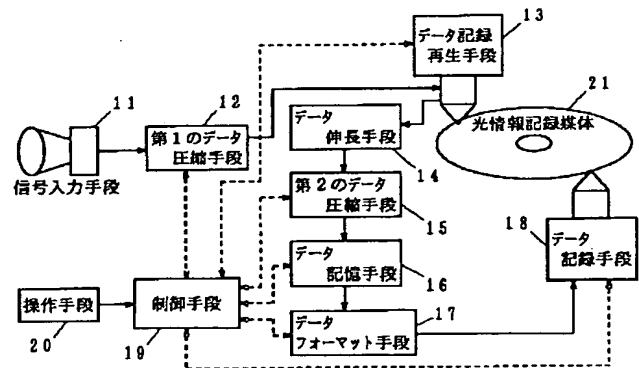 13
データ記録
再生手段
11
12
21
信号入力手段
第1のデータ
圧縮手段
データ
伸長手段
14
光情報記録媒体
第2のデータ
圧縮手段
15
18
データ
記録手段
データ
記憶手段
16
操作手段
20
制御手段
19
データ
フォーマット手段
17